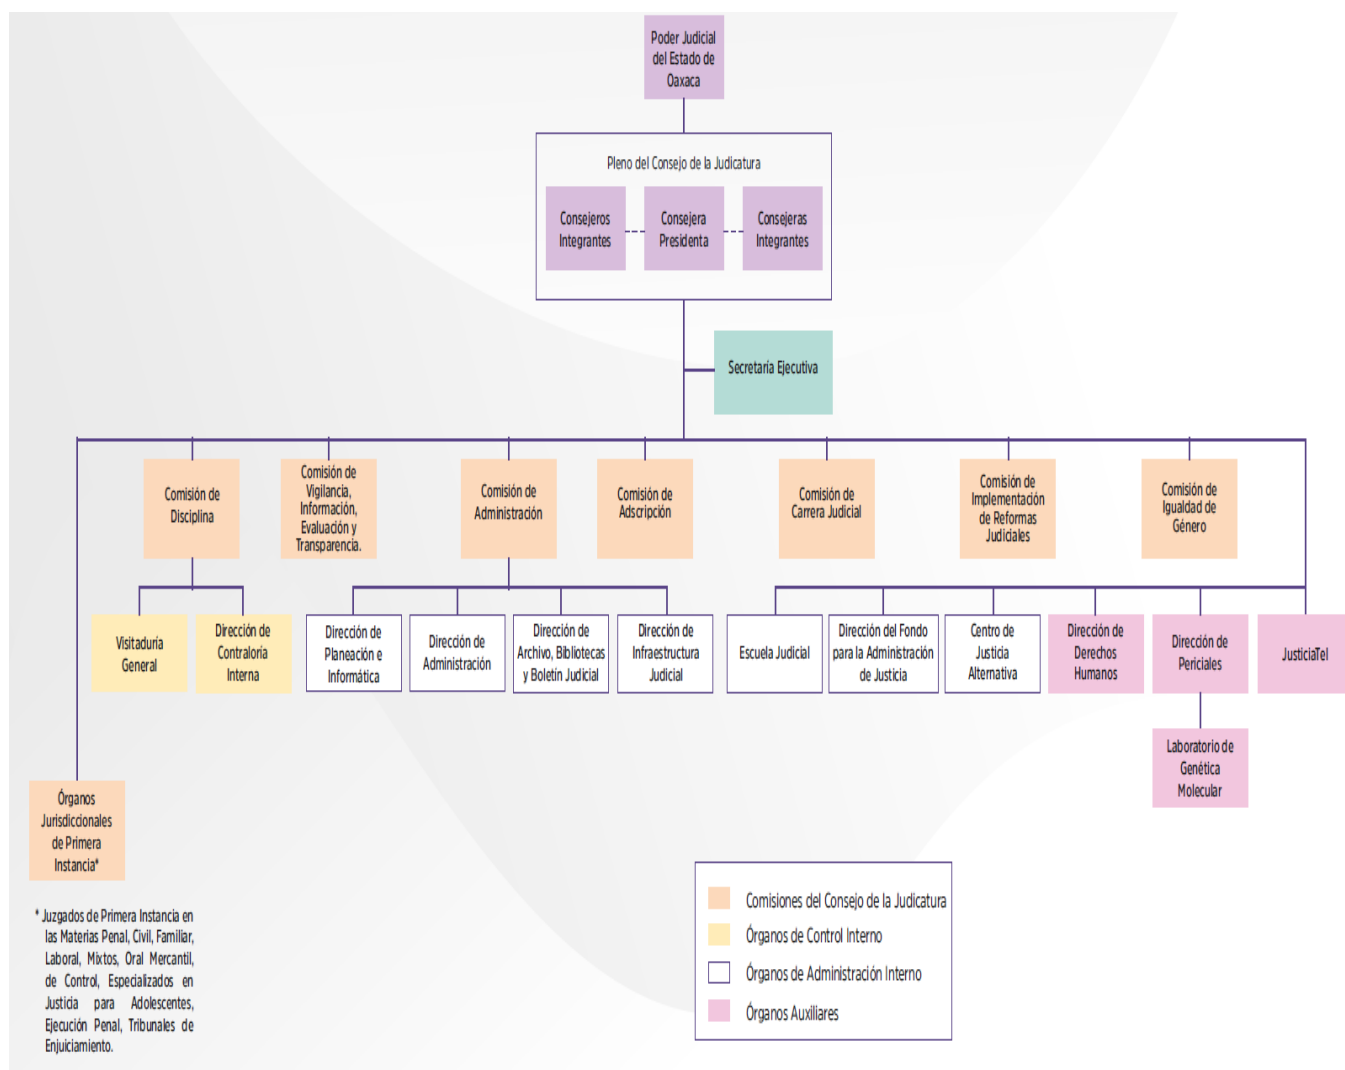 Poder Judicial
del Estado de
Oaxaca
Pleno del Consejo de la Judicatura
Consejeros
Integrantes
Consejera
Presidenta
Consejeras
Integrantes
Secretaría Ejecutiva
Comisión de
Disciplina
Comisión de
Vigilancia,
Información,
Evaluación y
Transparencia.
Comisión de
Administración
Comisión de
Adscripción
Comisión de
Carrera Judicial
Comisión de
Implementación
de Reformas
Judiciales
Comisión de
Igualdad de
Género
Visitaduría
General
Dirección de
Contraloría
Interna
Dirección de
Planeación e
Informática
Dirección de
Administración
Dirección de
Archivo, Bibliotecas
y Boletín Judicial
Dirección de
Infraestructura
Judicial
Escuela Judicial
Dirección del Fondo
para la Administración
de Justicia
Centro de
Justicia
Alternativa
Dirección de
Derechos
Humanos
Dirección de
Periciales
JusticiaTel
Laboratorio de
Genética
Molecular
Órganos
Jurisdiccionales
de Primera
Instancia*
* Juzgados de Primera Instancia en
las Materias Penal, Civil, Familiar,
Laboral, Mixtos, Oral Mercantil,
de Control, Especializados en
Justicia para Adolescentes,
Ejecución Penal, Tribunales de
Enjuiciamiento.
Comisiones del Consejo de la Judicatura
Órganos de Control Interno
Órganos de Administración Interno
Órganos Auxiliares